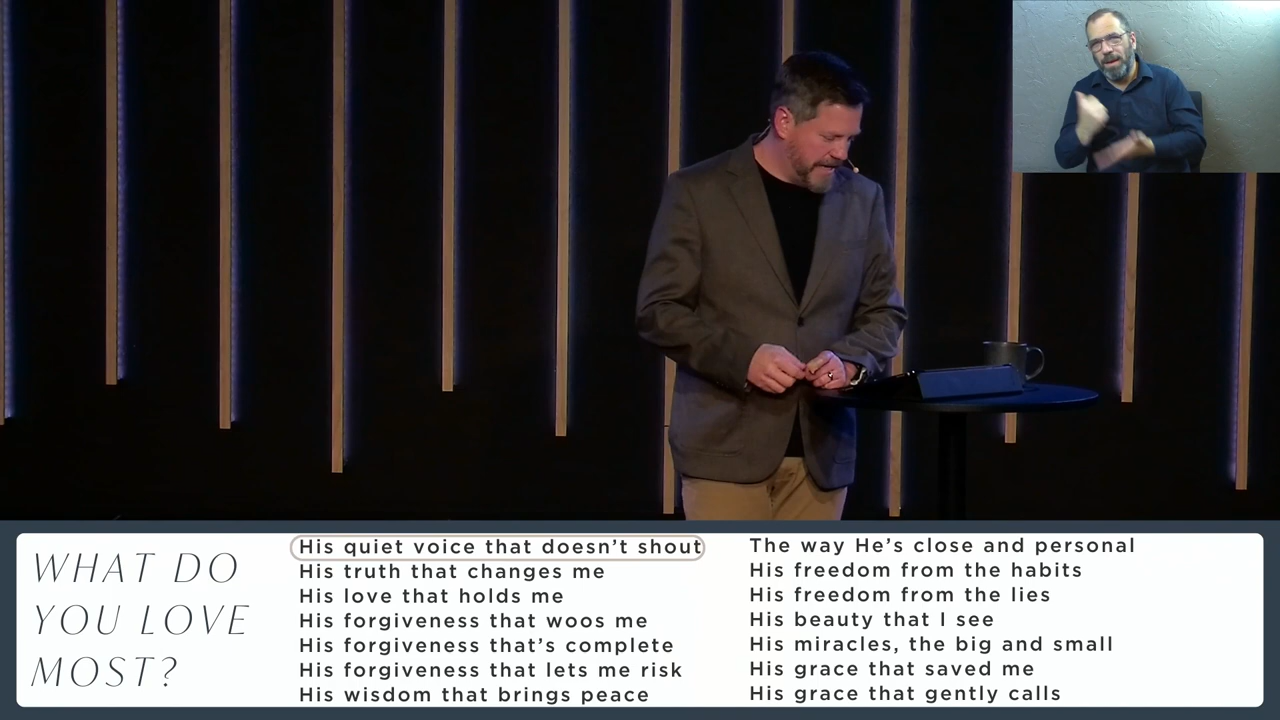 WHAT DO
YOU LOVE
MOST?
His quiet voice that doesn't shout
His truth that changes me
His love that holds me
His forgiveness that woos me
His forgiveness that's complete
His forgiveness that lets me risk
His wisdom that brings peace
The way He's close and personal
His freedom from the habits
His freedom from the lies
His beauty that I see
His miracles, the big and small
His grace that saved me
His grace that gently calls